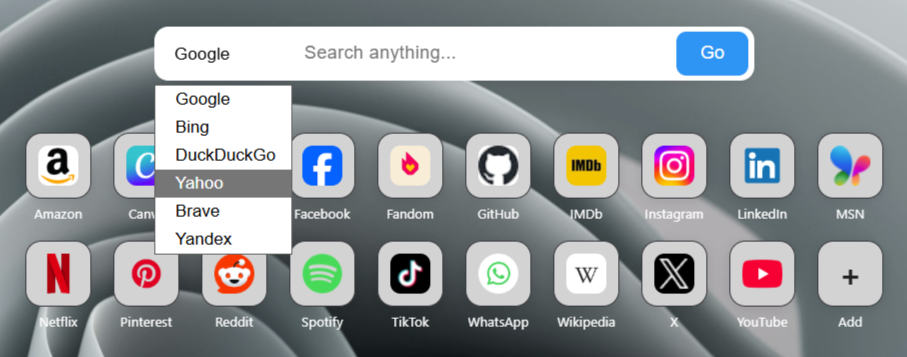 Google Search anything... Go
Google
Bing
DuckDuckGo
Yahoo
Brave
Yandex
IMDb
Amazon Canv Facebook Fandom GitHub IMDb Instagram LinkedIn MSN
Netflix Pinterest Reddit Spotify TikTok WhatsApp Wikipedia X YouTube Add